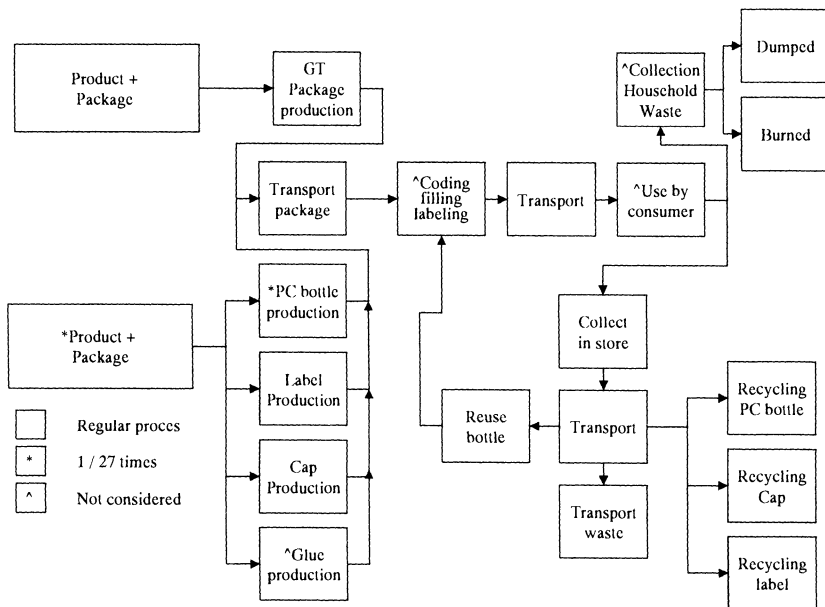 Product +
Package
GT
Package
production
^Collection
Household
Waste
Dumped
Burned
Transport
package
^Coding
filling
labeling
Transport
^Use by
consumer
*Product +
Package
*PC bottle
production
Label
Production
Cap
Production
^Glue
production
Collect
in store
Reuse
bottle
Transport
Transport
waste
Recycling
PC bottle
Recycling
Cap
Recycling
label
Regular proces
* 1 / 27 times
^ Not considered